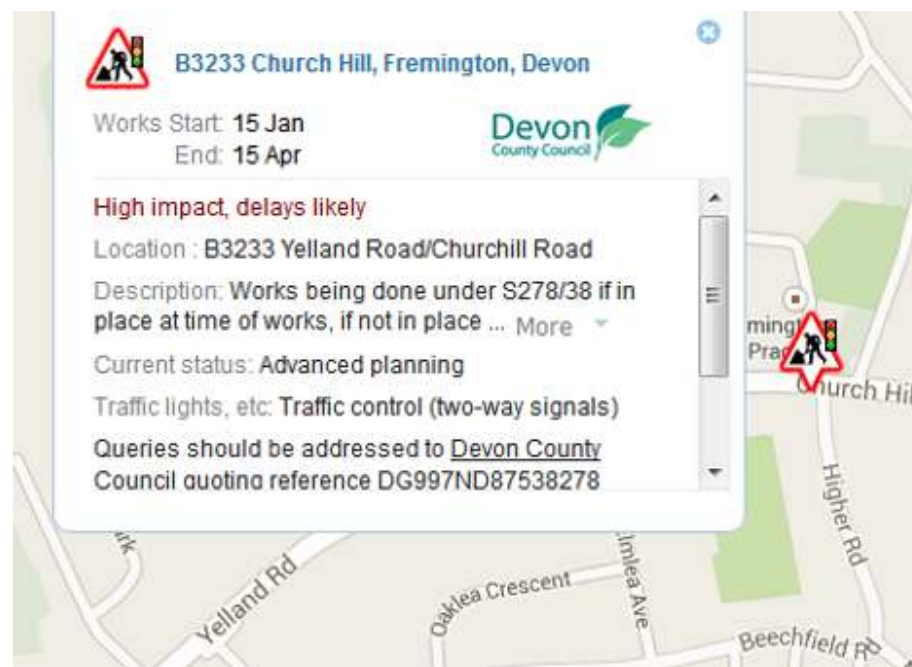 B3233 Church Hill, Fremington, Devon
Works Start: 15 Jan
End: 15 Apr
Devon
County Council
High impact, delays likely
Location : B3233 Yelland Road/Churchill Road
Description: Works being done under S278/38 if in
place at time of works, if not in place ... More
Current status: Advanced planning
Traffic lights, etc: Traffic control (two-way signals)
Queries should be addressed to Devon County
Council quoting reference DG997ND87538278
Church Hil
Higher Rd
Elmlea Ave
Oaklea Crescent
Yelland Rd
Beechfield R